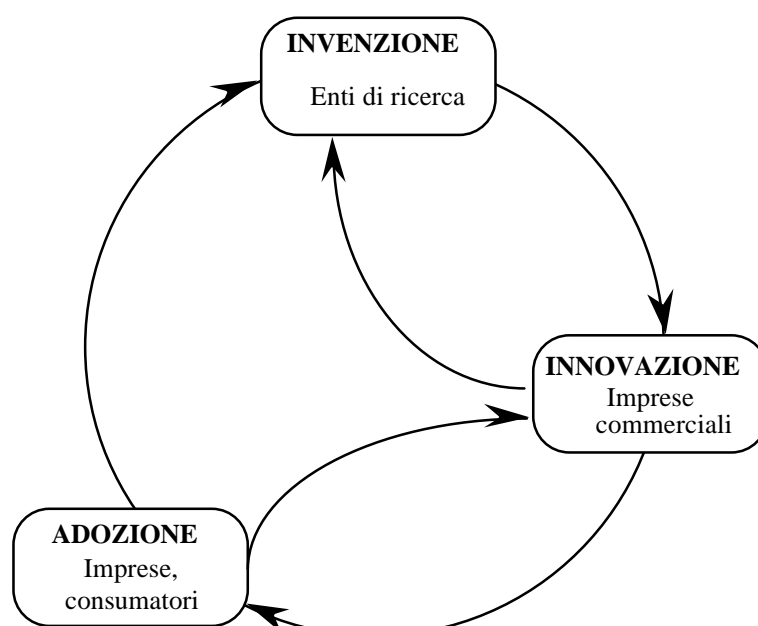 INVENZIONE
Enti di ricerca
INNOVAZIONE
Imprese
commerciali
ADOZIONE
Imprese,
consumatori